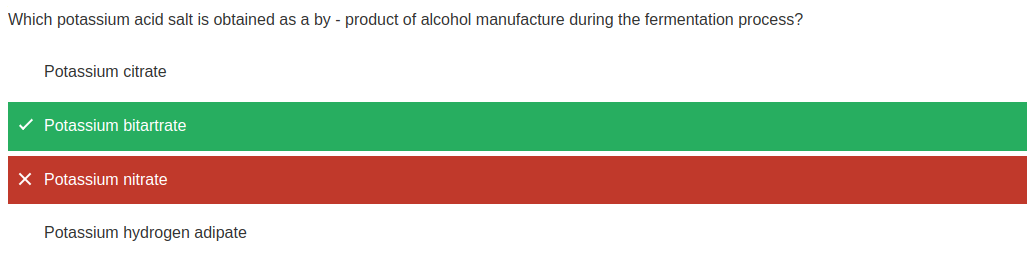 Which potassium acid salt is obtained as a by - product of alcohol manufacture during the fermentation process?
Potassium citrate
Potassium bitartrate
Potassium nitrate
Potassium hydrogen adipate